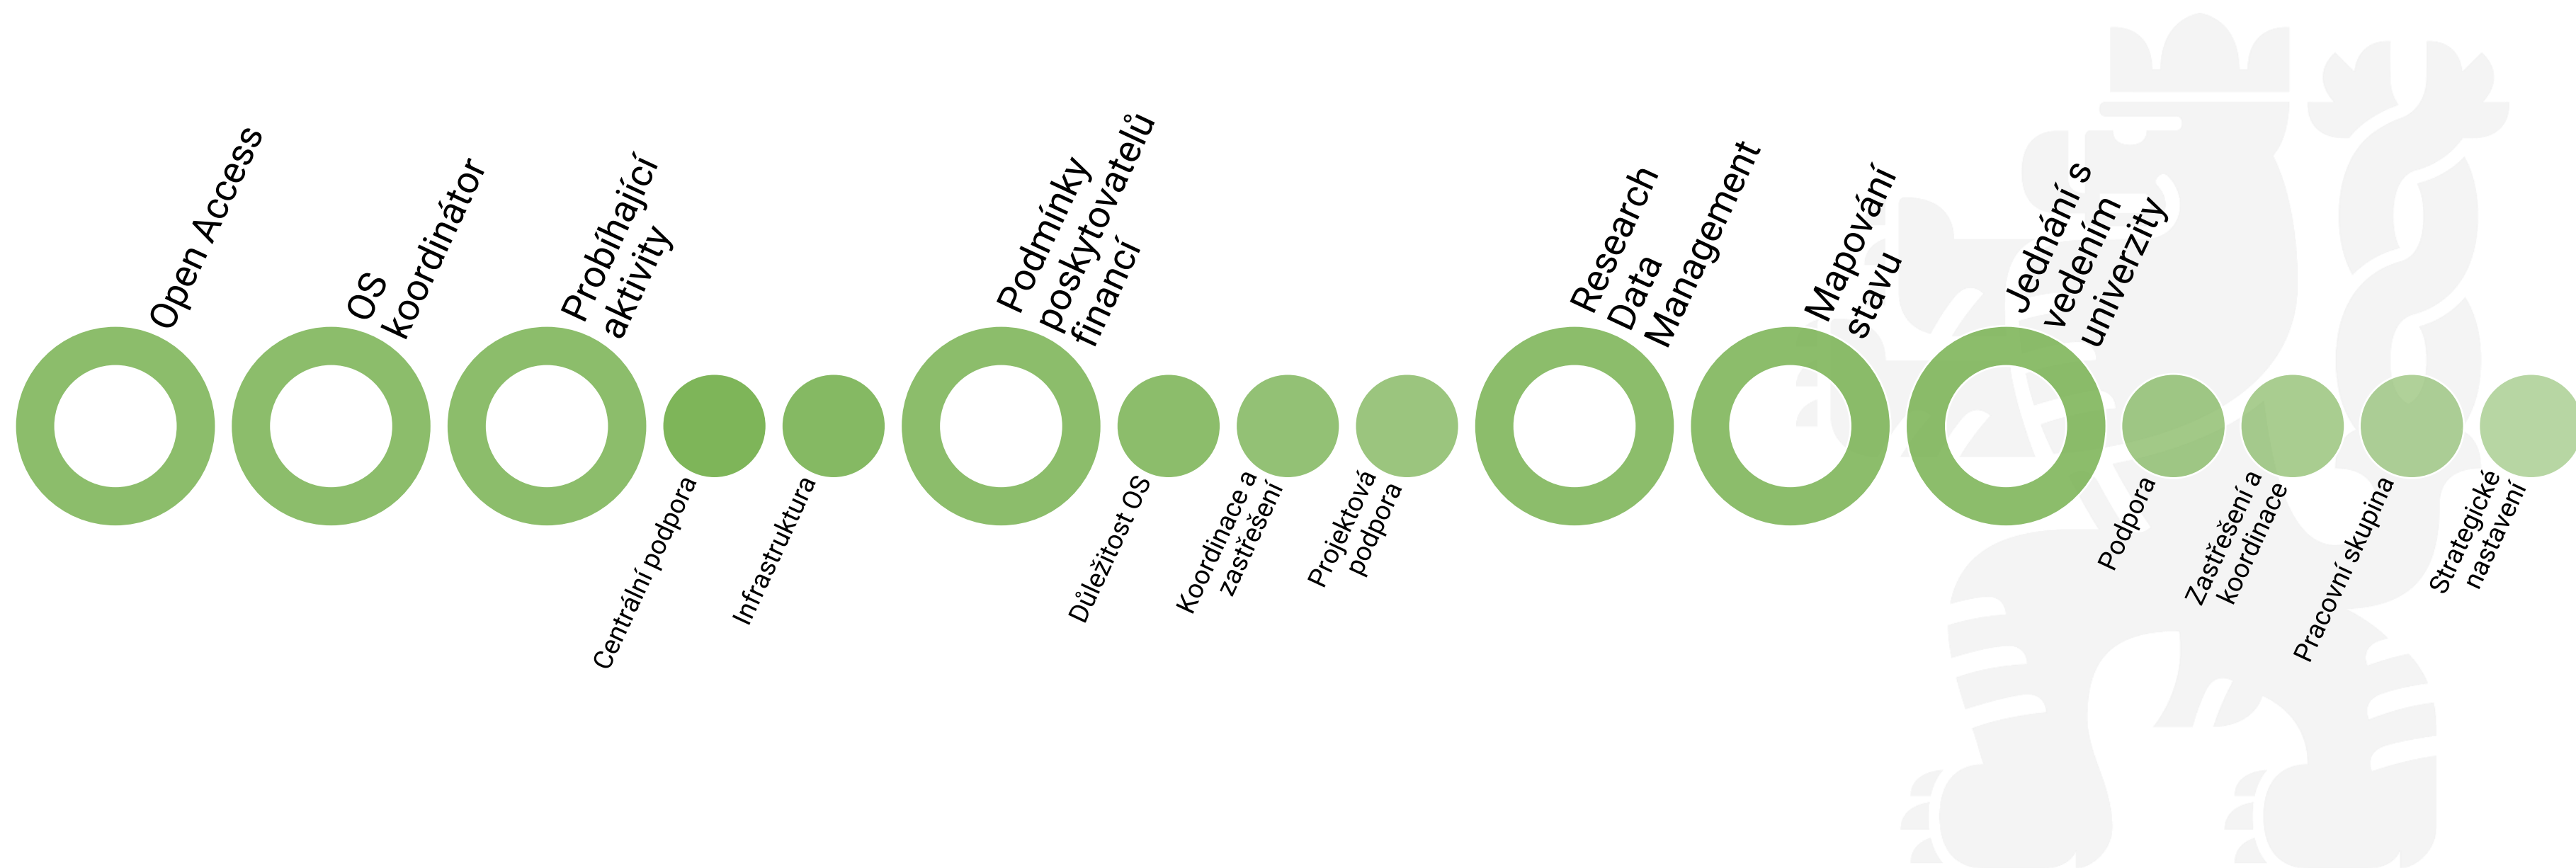 Open Access
OS
koordinátor
Probíhající
aktivity
Centrální podpora
Infrastruktura
Podmínky
poskytovatelů
financí
Důležitost OS
Koordinace a
zastřešení
Projektová
podpora
Research
Data
Management
Mapování
stavu
Jednání s
vedením
univerzity
Podpora
Zastřešení a
koordinace
Pracovní skupina
Strategické
nastavení